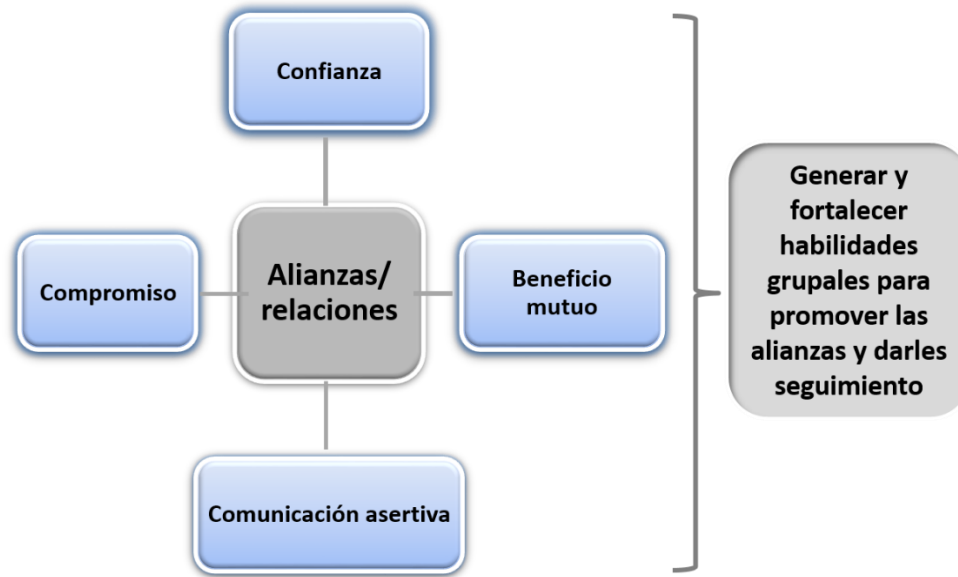 Confianza
Compromiso
Alianzas/
relaciones
Beneficio
mutuo
Comunicación asertiva
Generar y
fortalecer
habilidades
grupales para
promover las
alianzas y darles
seguimiento